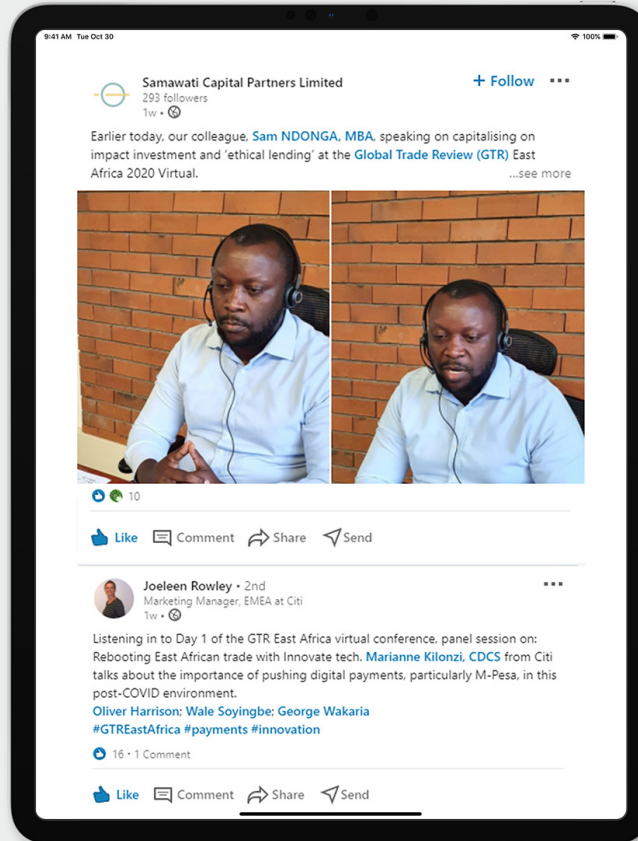 9:41 AM Tue Oct 30
100%
Samawati Capital Partners Limited
293 followers
1w •
+ Follow
Earlier today, our colleague, Sam NDONGA, MBA, speaking on capitalising on
impact investment and 'ethical lending' at the Global Trade Review (GTR) East
Africa 2020 Virtual.
...see more
10
Like Comment Share Send
Joeleen Rowley • 2nd
Marketing Manager, EMEA at Citi
1w •
Listening in to Day 1 of the GTR East Africa virtual conference, panel session on:
Rebooting East African trade with Innovate tech. Marianne Kilonzi, CDCS from Citi
talks about the importance of pushing digital payments, particularly M-Pesa, in this
post-COVID environment.
Oliver Harrison; Wale Soyingbe; George Wakaria
#GTREastAfrica #payments #innovation
16 • 1 Comment
Like Comment Share Send